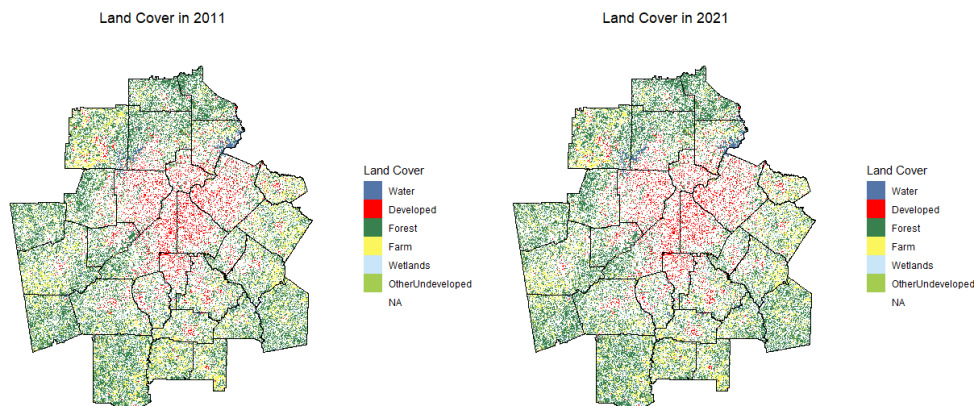 Land Cover in 2011
Land Cover
Water
Developed
Forest
Farm
Wetlands
OtherUndeveloped
NA
Land Cover in 2021
Land Cover
Water
Developed
Forest
Farm
Wetlands
OtherUndeveloped
NA